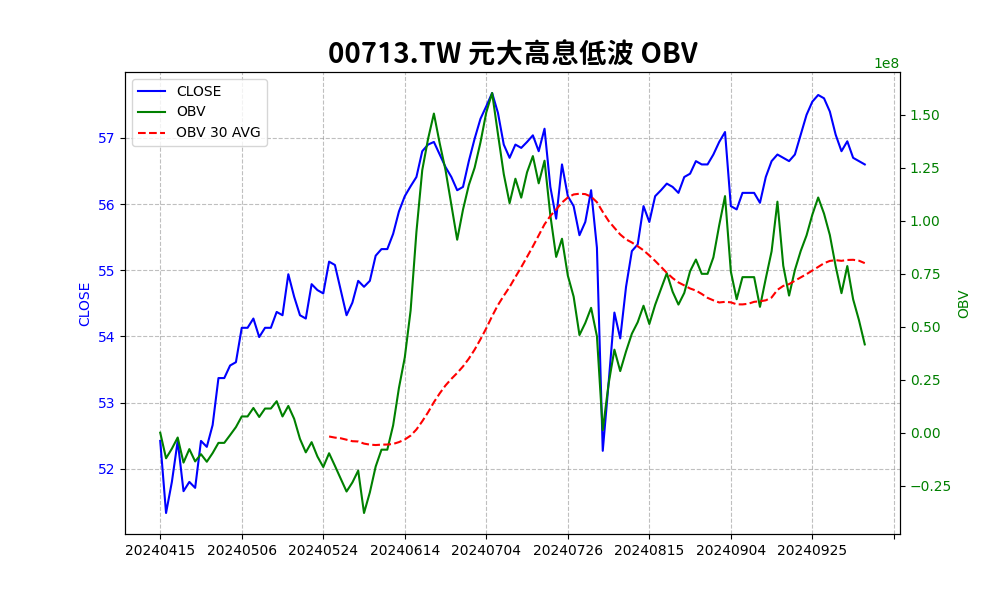 00713.TW 元大高息低波 OBV
1e8
CLOSE
OBV
OBV 30 AVG
57
56
55
54
53
52
CLOSE
1.50
1.25
1.00
0.75
0.50
0.25
0.00
−0.25
OBV
20240415 20240506 20240524 20240614 20240704 20240726 20240815 20240904 20240925